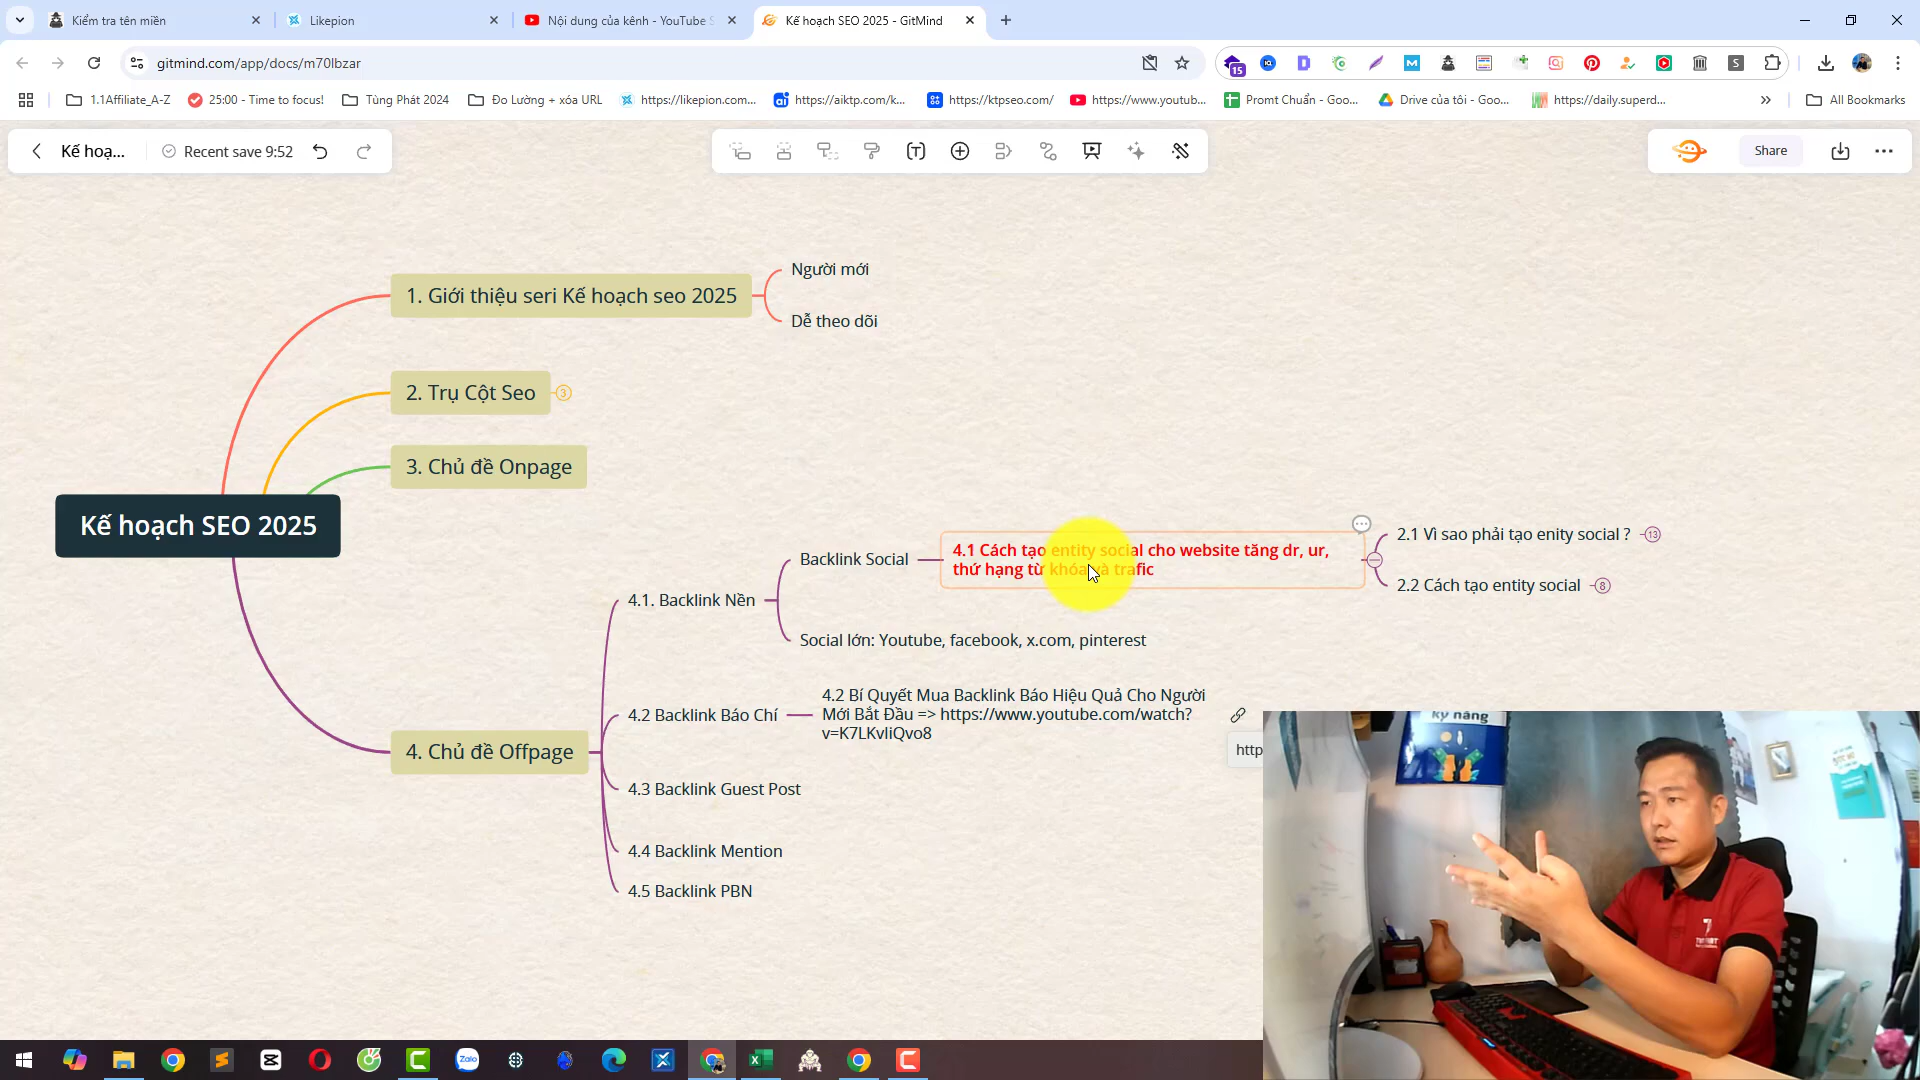 Kiểm tra tên miền
Likepion
Nội dung của kênh - YouTube S
Kế hoạch SEO 2025 - GitMind
gitmind.com/app/docs/m70lbzar
15
1.1Affiliate_A-Z
25:00 - Time to focus!
Tùng Phát 2024
Đo Lường + xóa URL
https://likepion.com...
https://aiktp.com/k...
https://ktpseo.com/
https://www.youtub...
Promt Chuẩn - Goo...
Drive của tôi - Goo...
https://daily.superd...
All Bookmarks
Kế hoạ...
Recent save 9:52
Share
Người mới
1. Giới thiệu seri Kế hoạch seo 2025
Dễ theo dõi
2. Trụ Cột Seo
3
3. Chủ đề Onpage
Kế hoạch SEO 2025
2.1 Vì sao phải tạo enity social ?
13
Backlink Social
4.1 Cách tạo entity social cho website tăng dr, ur,
thứ hạng từ khóa và trafic
2.2 Cách tạo entity social
8
4.1. Backlink Nền
Social lớn: Youtube, facebook, x.com, pinterest
4.2 Backlink Báo Chí
4.2 Bí Quyết Mua Backlink Báo Hiệu Quả Cho Người
Mới Bắt Đầu => https://www.youtube.com/watch?
v=K7LKvliQvo8
http
4. Chủ đề Offpage
4.3 Backlink Guest Post
4.4 Backlink Mention
4.5 Backlink PBN
kỹ năng
Zalo